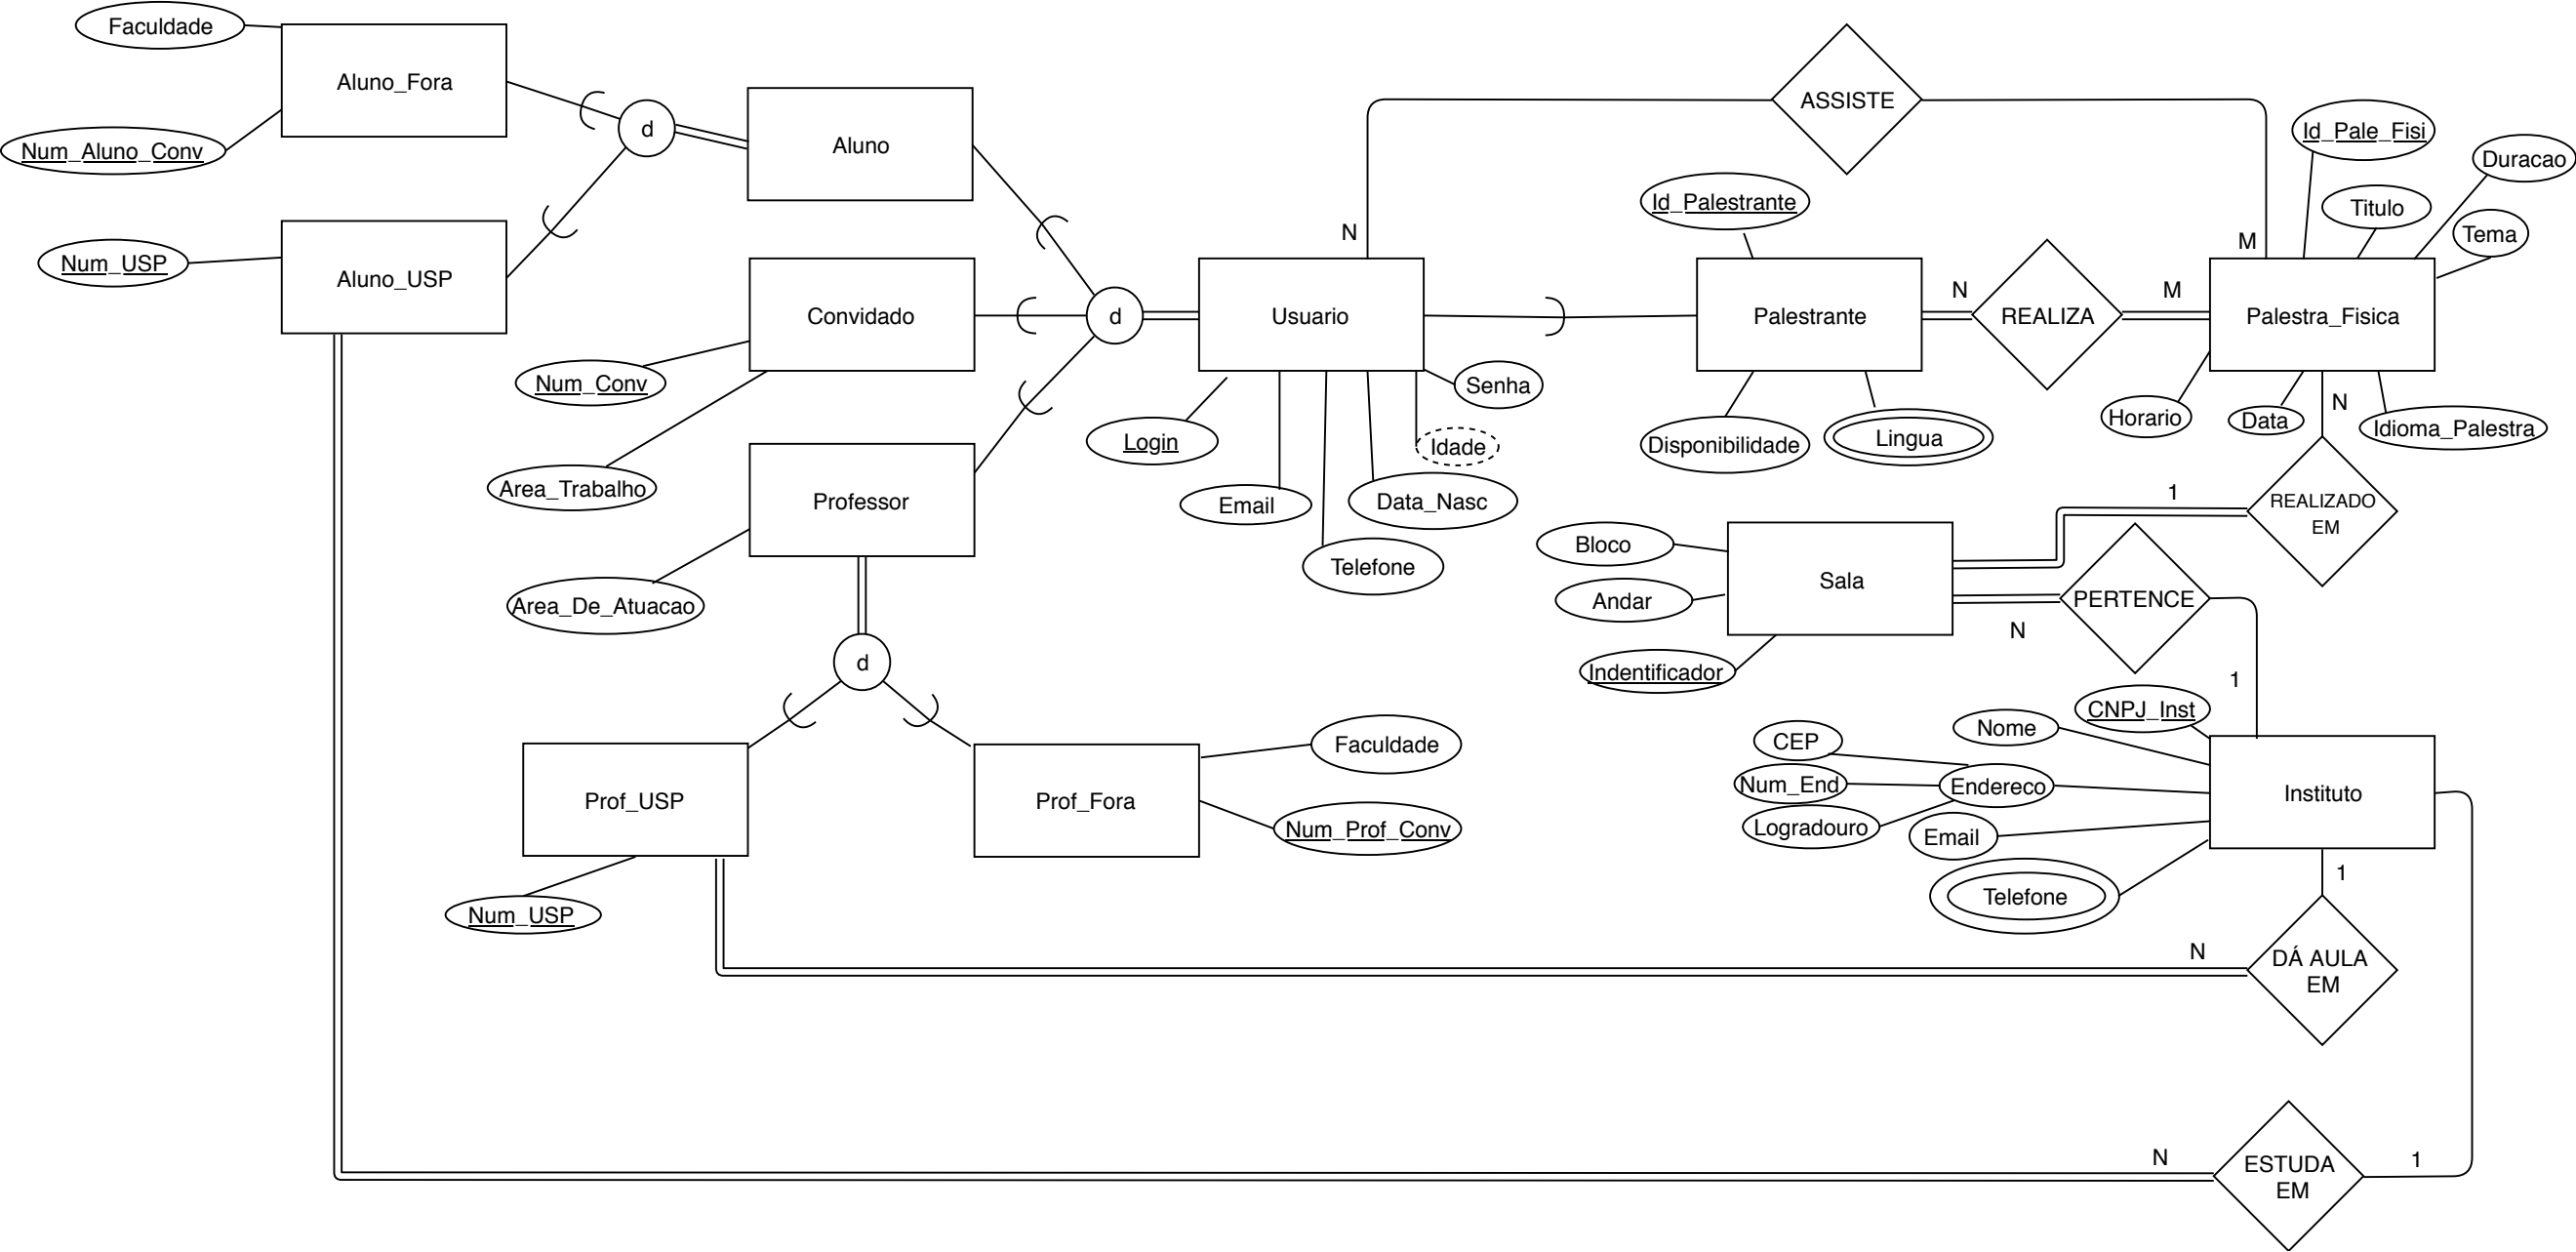 Faculdade
Aluno_Fora
Num_Aluno_Conv
d
Aluno
Num_USP
Aluno_USP
Convidado
Num_Conv
Area_Trabalho
d
Professor
Area_De_Atuacao
d
Prof_USP
Num_USP
Prof_Fora
Faculdade
Num_Prof_Conv
Usuario
Login
Email
Telefone
Data_Nasc
Idade
Senha
N
ASSISTE
M
Id_Palestrante
Palestrante
Disponibilidade
Lingua
N
REALIZA
M
Id_Pale_Fisi
Duracao
Titulo
Tema
Palestra_Fisica
Horario
Data
Idioma_Palestra
N
REALIZADO
EM
1
Bloco
Andar
Indentificador
Sala
N
PERTENCE
1
CNPJ_Inst
Nome
CEP
Num_End
Logradouro
Endereco
Email
Telefone
Instituto
1
DÁ AULA
EM
N
N
ESTUDA
EM
1